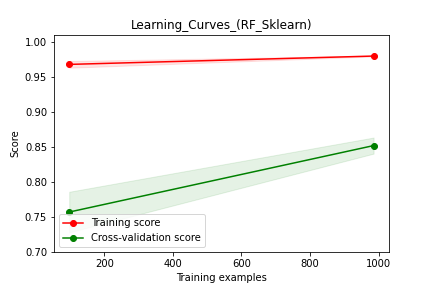 Learning_Curves_(RF_Sklearn)
1.00
0.95
0.90
0.85
0.80
0.75
0.70
Score
Training score
Cross-validation score
200
400
600
800
1000
Training examples